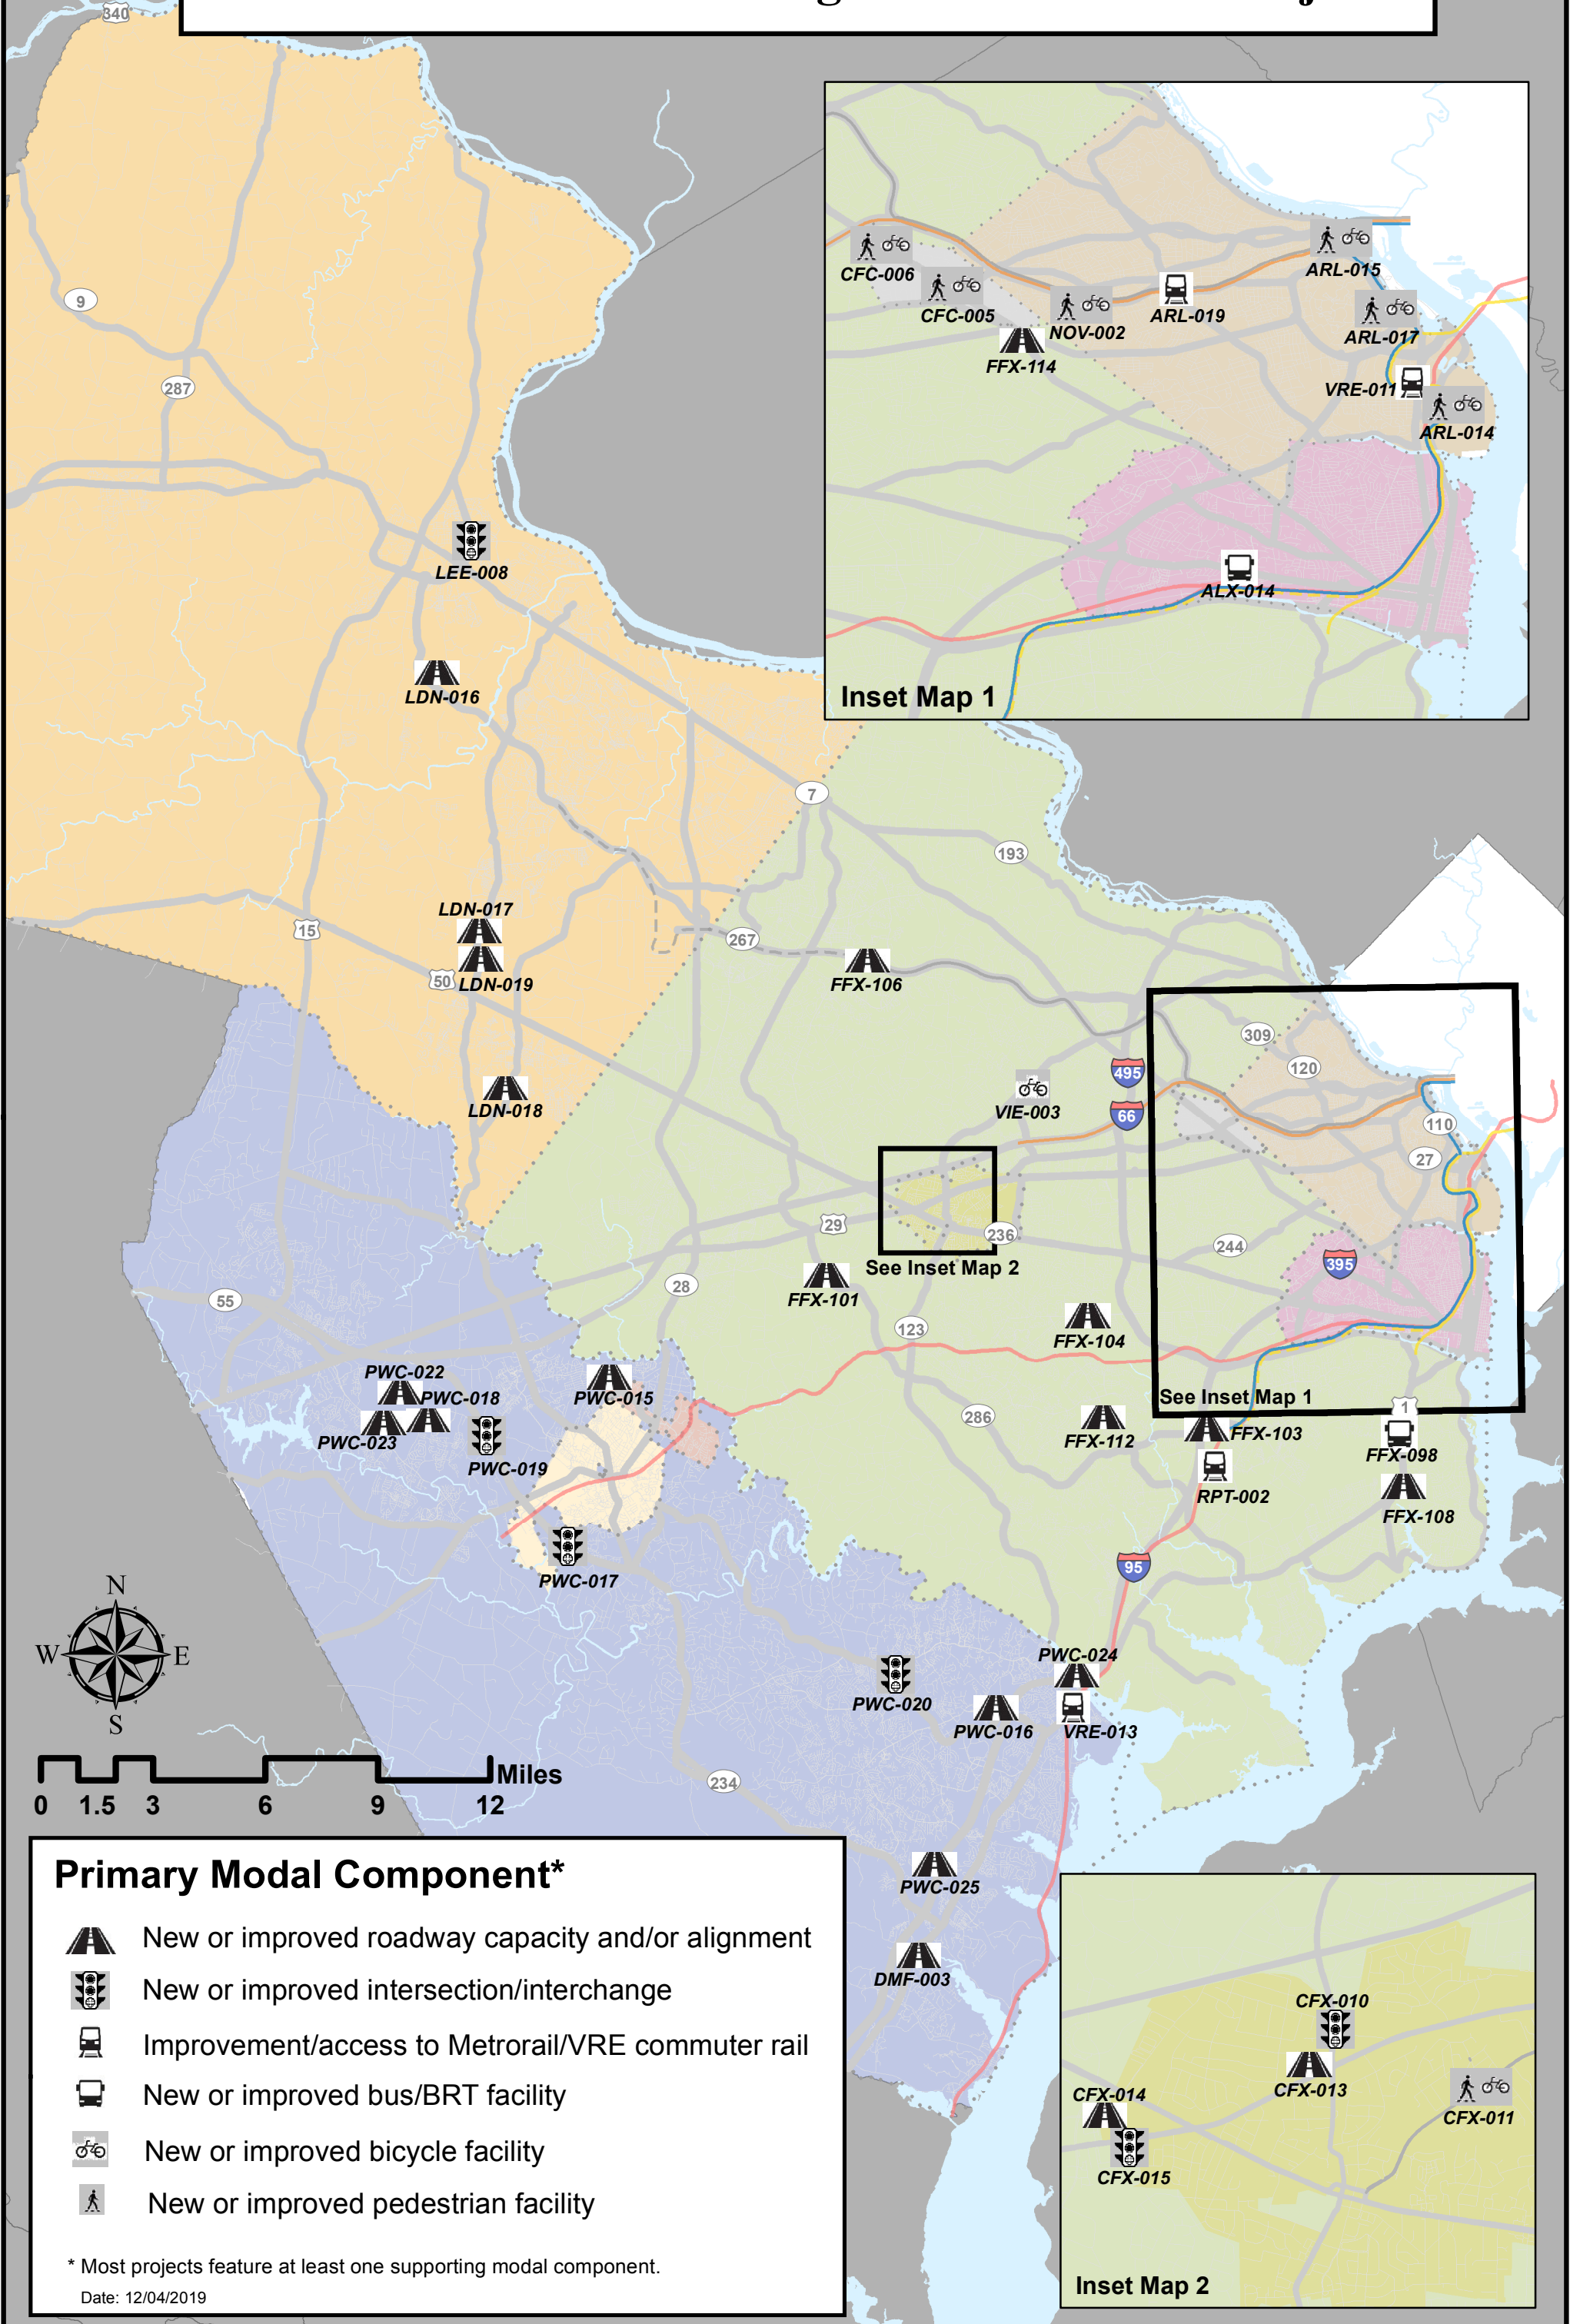 340
9
287
LEE-008
LDN-016
7
193
LDN-017
15
50
LDN-019
267
FFX-106
LDN-018
309
120
495
66
VIE-003
110
27
29
236
See Inset Map 2
244
395
28
FFX-101
55
123
FFX-104
PWC-022
PWC-018
PWC-023
PWC-015
PWC-019
See Inset Map 1
1
286
FFX-112
FFX-103
FFX-098
RPT-002
FFX-108
95
PWC-017
PWC-024
PWC-020
PWC-016
VRE-013
234
PWC-025
DMF-003
CFC-006
CFC-005
NOV-002
ARL-019
ARL-015
ARL-017
FFX-114
VRE-011
ARL-014
ALX-014
Inset Map 1
N
W
E
S
Miles
0 1.5 3 6 9 12
Primary Modal Component*
New or improved roadway capacity and/or alignment
New or improved intersection/interchange
Improvement/access to Metrorail/VRE commuter rail
New or improved bus/BRT facility
New or improved bicycle facility
New or improved pedestrian facility
* Most projects feature at least one supporting modal component.
Date: 12/04/2019
CFX-010
CFX-013
CFX-014
CFX-011
CFX-015
Inset Map 2